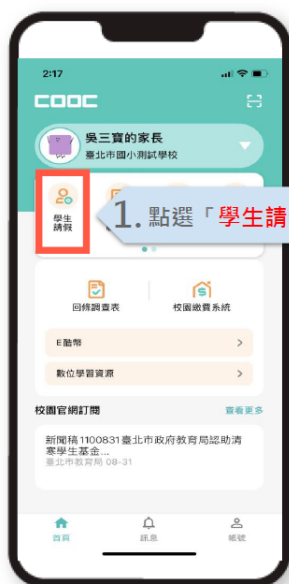 2:17
COOC
吳三寶的家長
臺北市國小測試學校
學生
請假
1. 點選「學生請
回條調查表
校園繳費系統
E酷幣
數位學習資源
校園官網訂閱
查看更多
新聞稿1100831臺北市政府教育局認助清
寒學生基金...
臺北市教育局 08-31
首頁
訊息
帳號